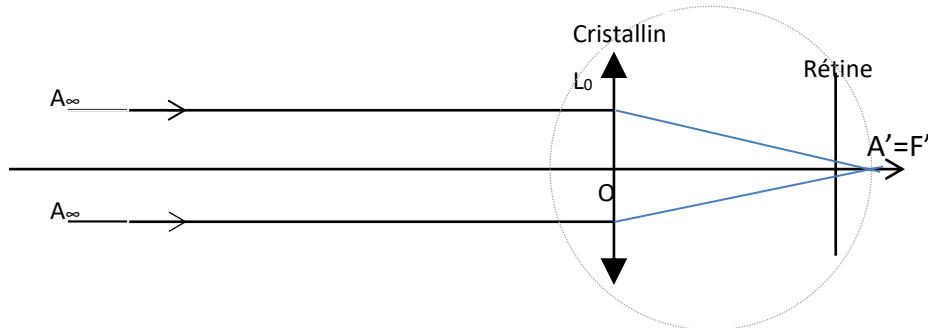 Cristallin
L₀
Rétine
A∞
A'=F'
O
A∞